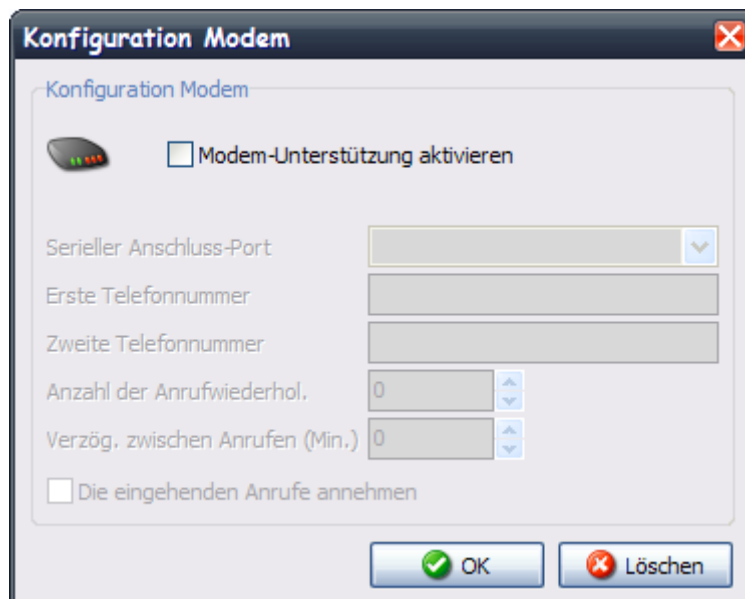 Konfiguration Modem
Konfiguration Modem
Modem-Unterstützung aktivieren
Serieller Anschluss-Port
Erste Telefonnummer
Zweite Telefonnummer
Anzahl der Anrufwiederhol. 0
Verzög. zwischen Anrufen (Min.) 0
Die eingehenden Anrufe annehmen
OK Löschen